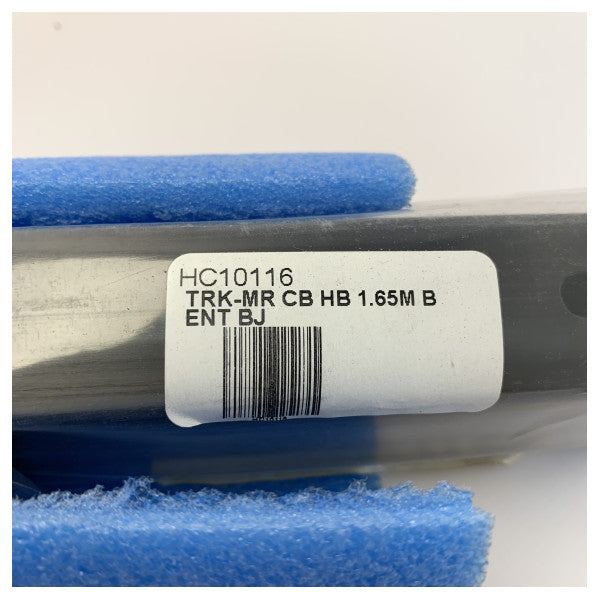 HC10116
TRK-MR CB HB 1.65M B
ENT BJ